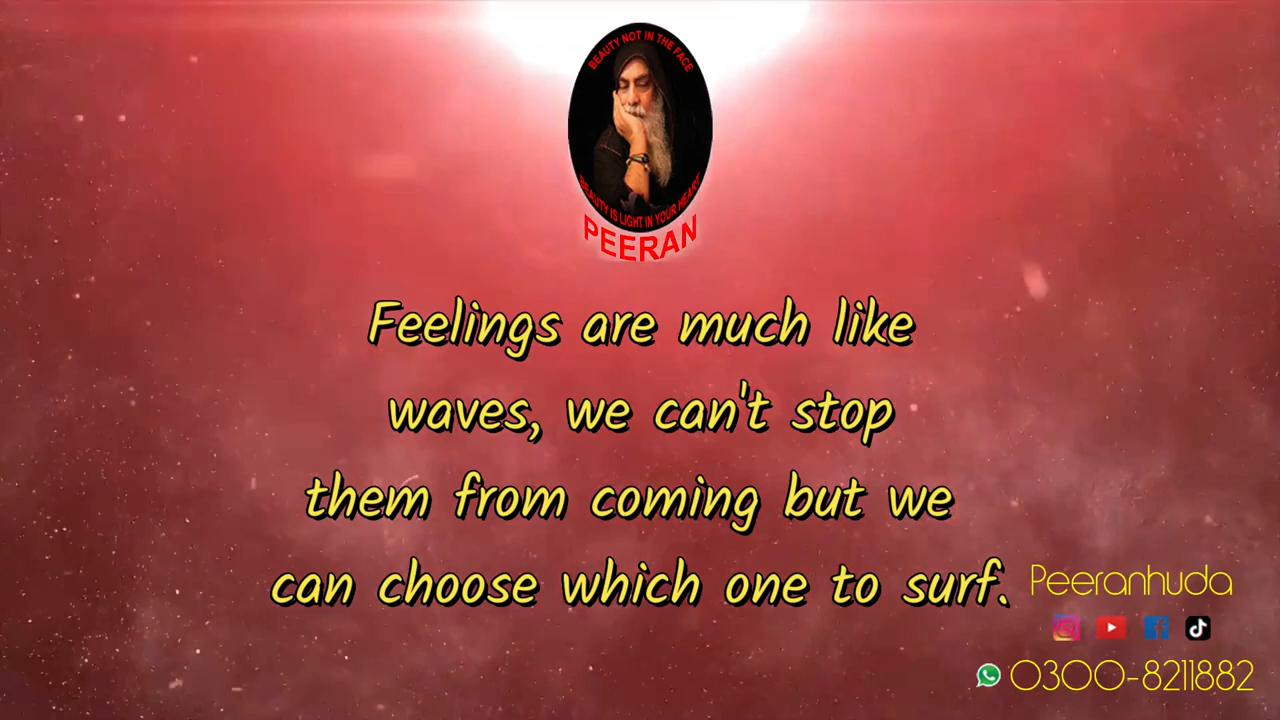 BEAUTY NOT IN THE FACE
BEAUTY IS LIGHT IN YOUR HEART
PEERAN
Feelings are much like
waves, we can't stop
them from coming but we
can choose which one to surf.
Peeranhuda
0300-8211882